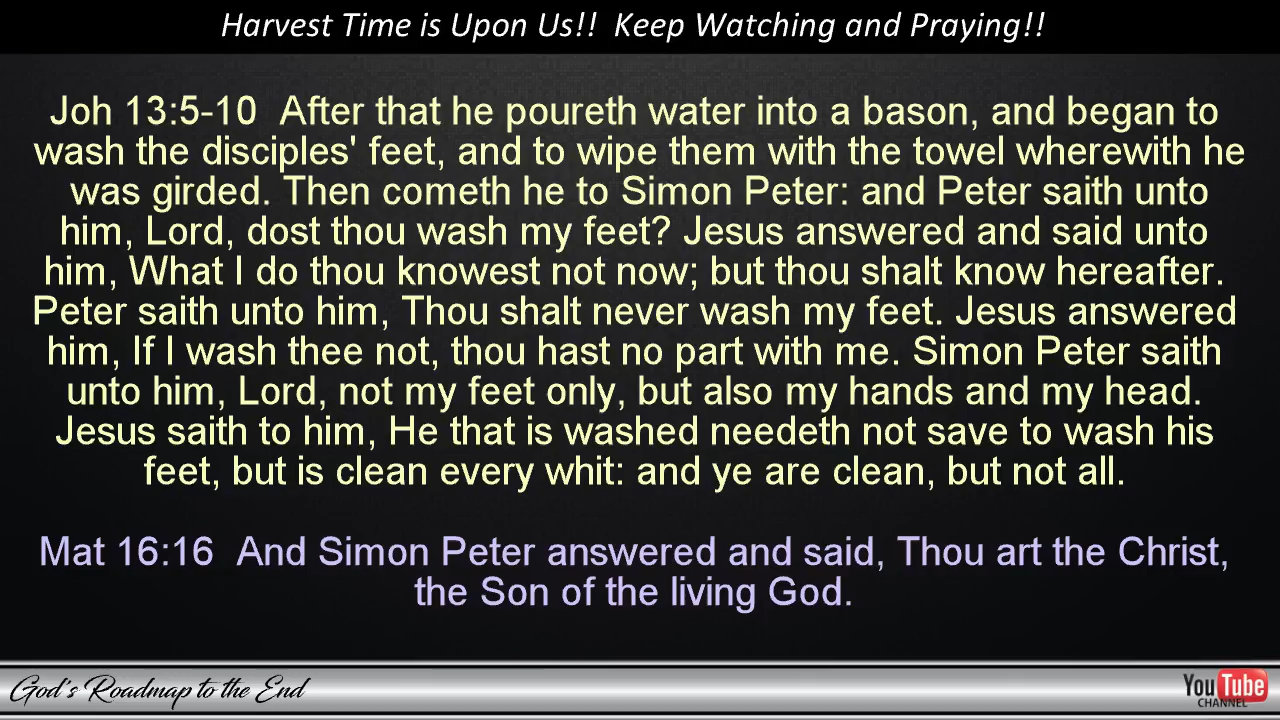 Harvest Time is Upon Us!!  Keep Watching and Praying!!
Joh 13:5-10  After that he poureth water into a bason, and began to
wash the disciples' feet, and to wipe them with the towel wherewith he
was girded. Then cometh he to Simon Peter: and Peter saith unto
him, Lord, dost thou wash my feet? Jesus answered and said unto
him, What I do thou knowest not now; but thou shalt know hereafter.
Peter saith unto him, Thou shalt never wash my feet. Jesus answered
him, If I wash thee not, thou hast no part with me. Simon Peter saith
unto him, Lord, not my feet only, but also my hands and my head.
Jesus saith to him, He that is washed needeth not save to wash his
feet, but is clean every whit: and ye are clean, but not all.
Mat 16:16  And Simon Peter answered and said, Thou art the Christ,
the Son of the living God.
God's Roadmap to the End
YouTube
CHANNEL